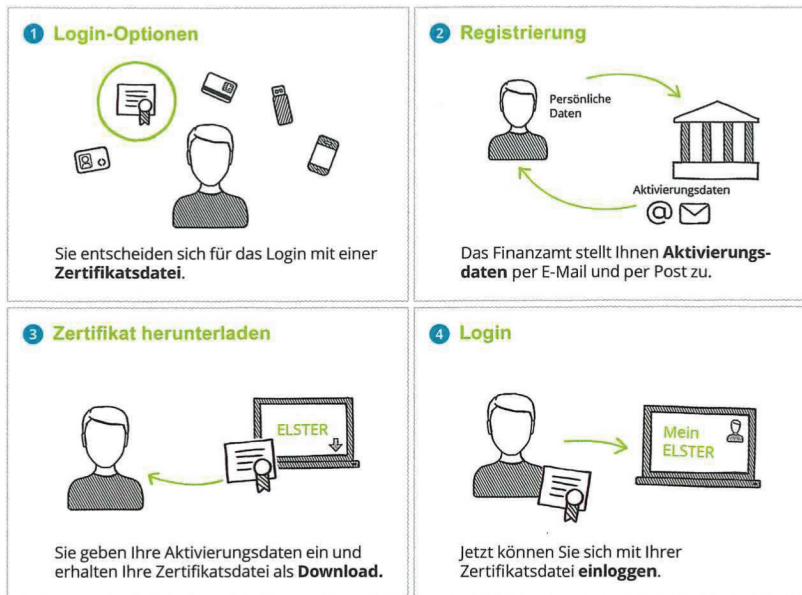 1 Login-Optionen
Sie entscheiden sich für das Login mit einer
Zertifikatsdatei.
2 Registrierung
Persönliche
Daten
Aktivierungsdaten
@
Das Finanzamt stellt Ihnen Aktivierungs-
daten per E-Mail und per Post zu.
3 Zertifikat herunterladen
ELSTER
Sie geben Ihre Aktivierungsdaten ein und
erhalten Ihre Zertifikatsdatei als Download.
4 Login
Mein
ELSTER
Jetzt können Sie sich mit Ihrer
Zertifikatsdatei einloggen.